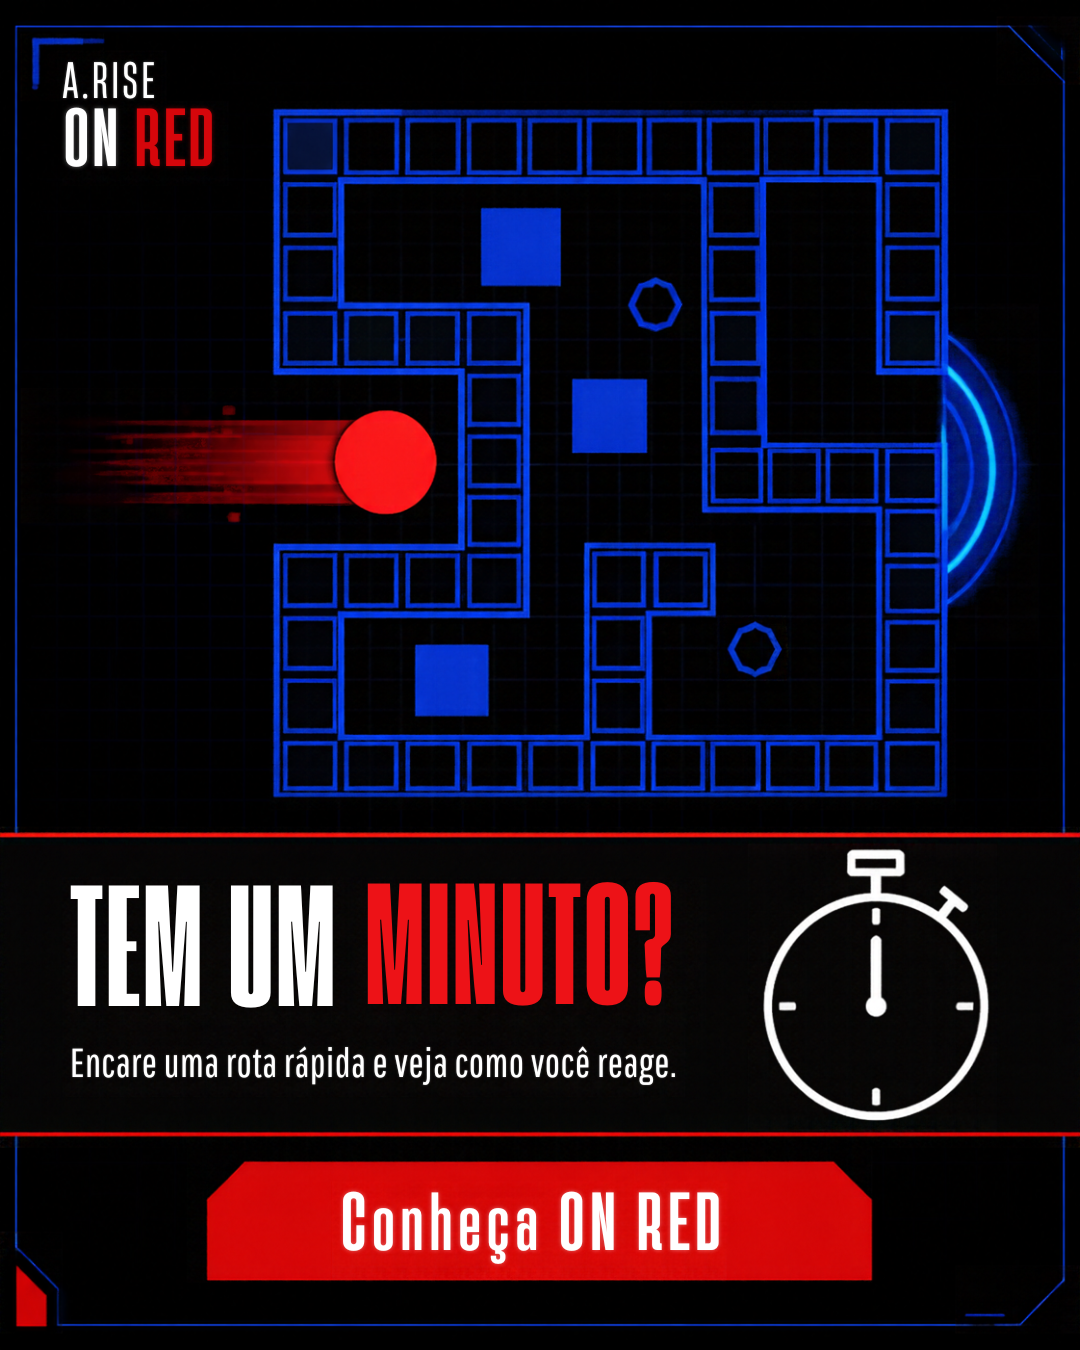 A.RISE
ON RED
TEM UM MINUTO?
Encare uma rota rápida e veja como você reage.
Conheça ON RED